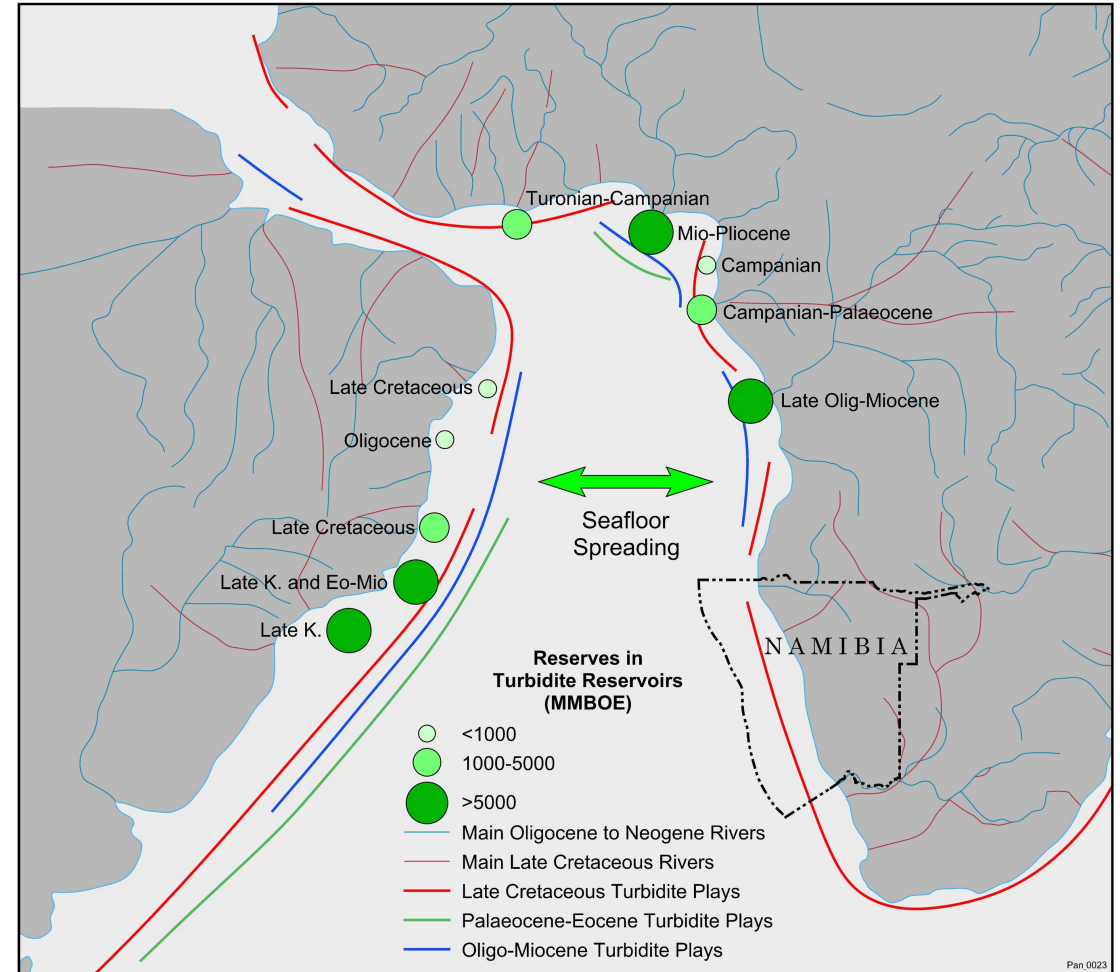 Turonian-Campanian
Mio-Pliocene
Campanian
Campanian-Palaeocene
Late Cretaceous
Late Olig-Miocene
Oligocene
Seafloor
Spreading
Late Cretaceous
Late K. and Eo-Mio
Late K.
NAMIBIA
Reserves in
Turbidite Reservoirs
(MMBOE)
<1000
1000-5000
>5000
Main Oligocene to Neogene Rivers
Main Late Cretaceous Rivers
Late Cretaceous Turbidite Plays
Palaeocene-Eocene Turbidite Plays
Oligo-Miocene Turbidite Plays
Pan_0023